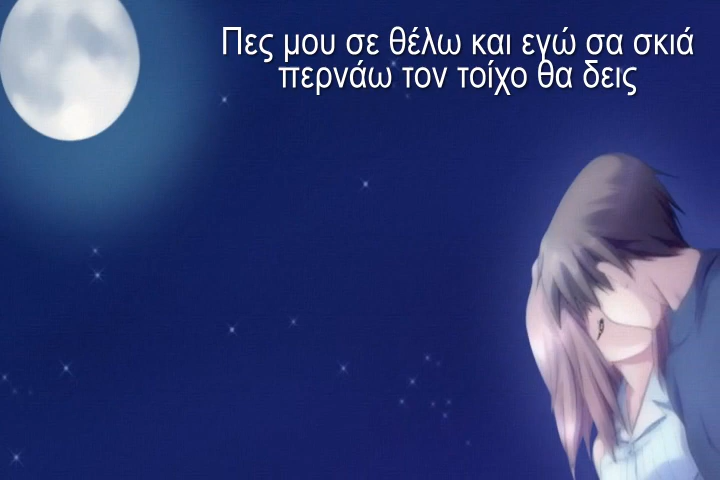 Πες μου σε θέλω και εγώ σα σκιά
περνάω τον τοίχο θα δεις